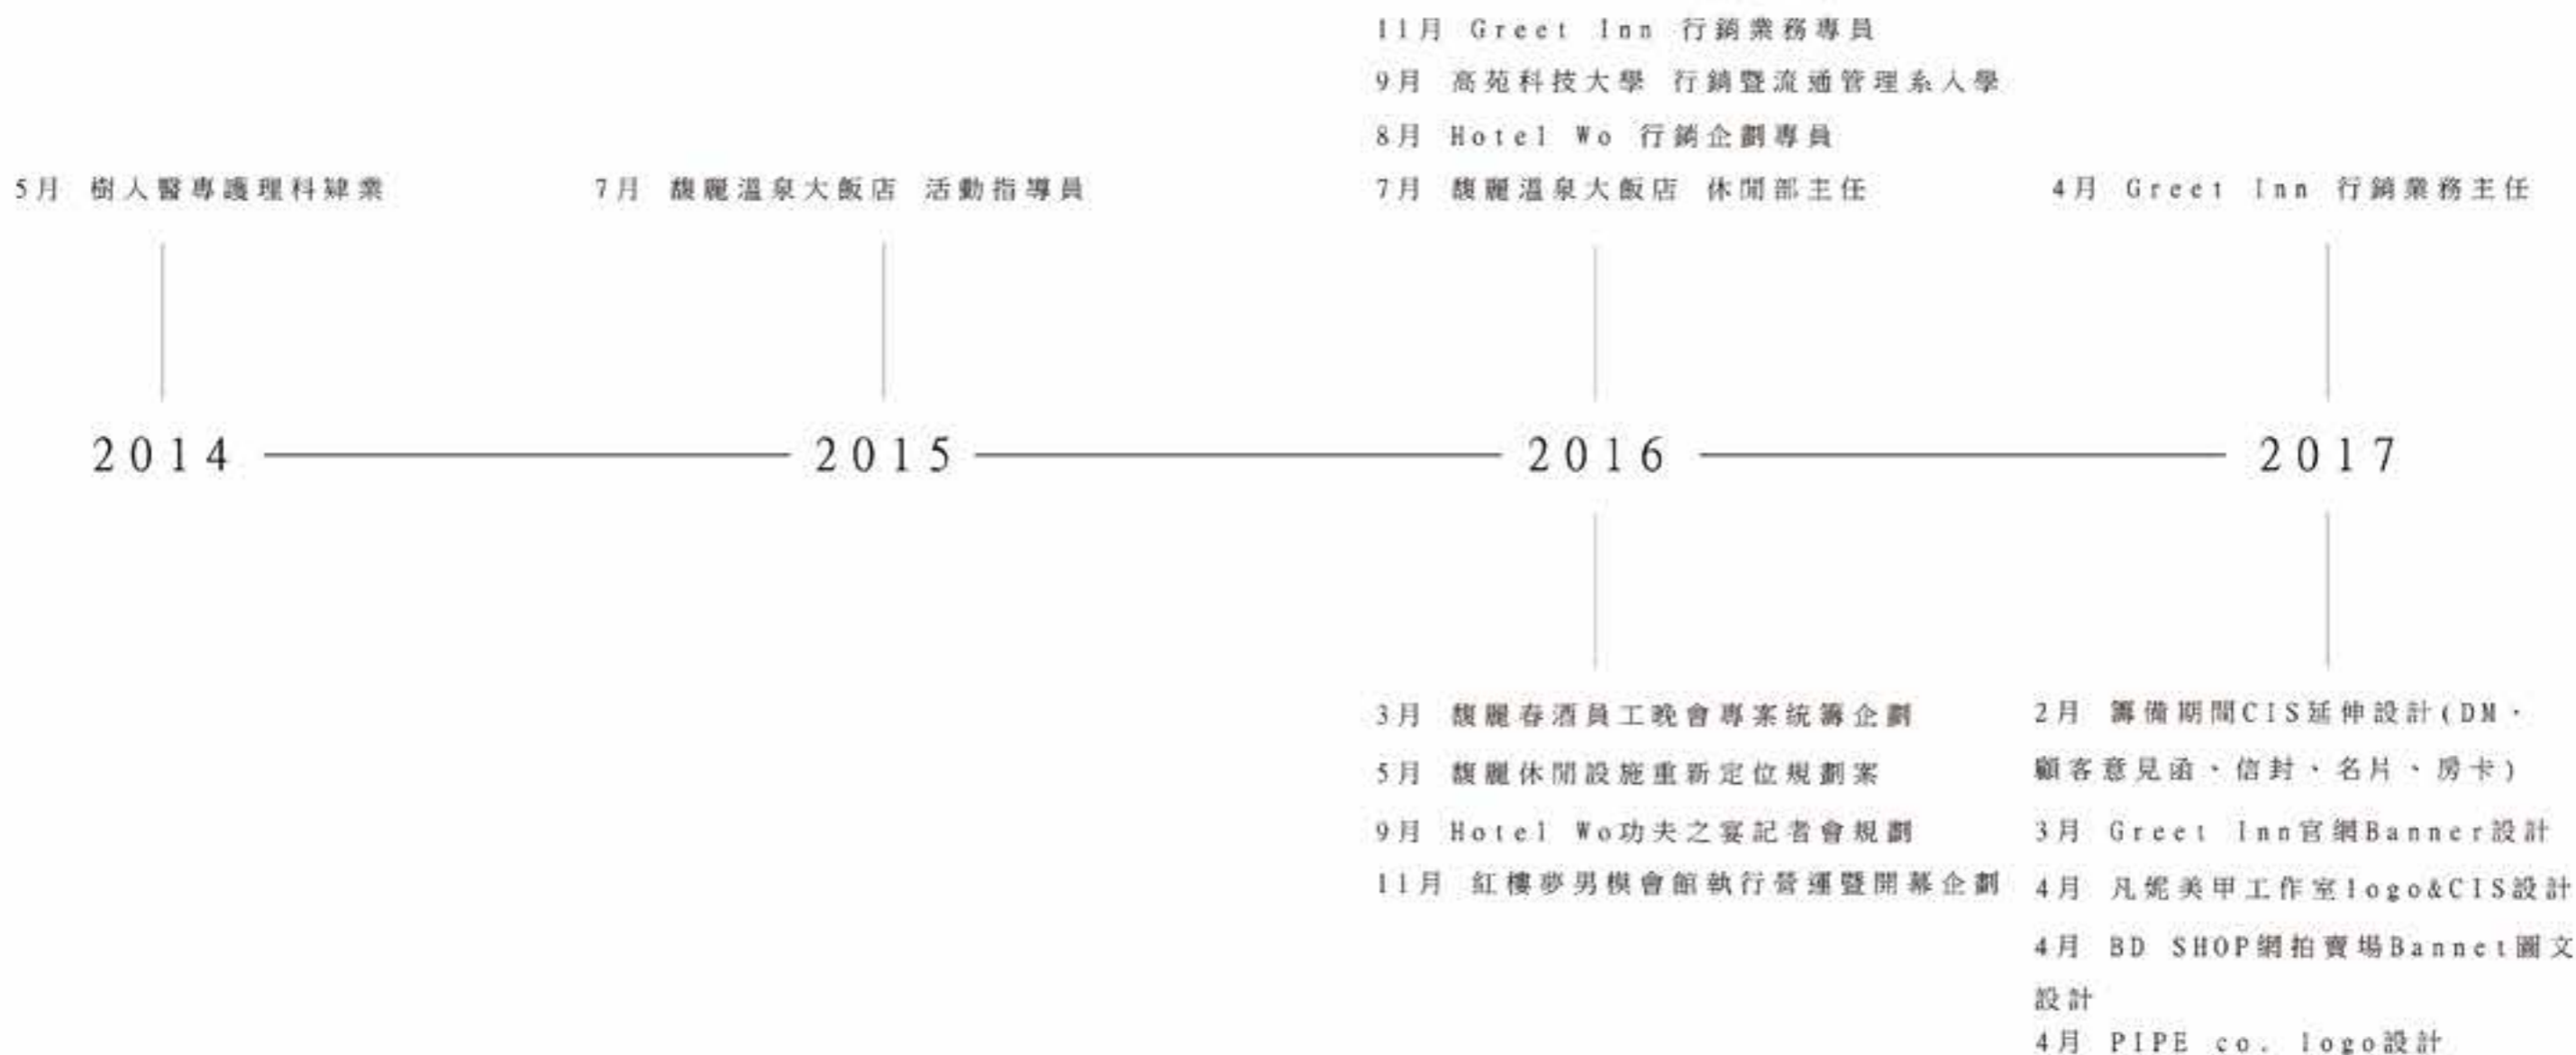 11月 Greet Inn 行銷業務專員
9月 高苑科技大學 行銷暨流通管理系入學
8月 Hotel Wo 行銷企劃專員
5月 樹人醫專護理科肄業
7月 馥麗溫泉大飯店 活動指導員
7月 馥麗溫泉大飯店 休閒部主任
4月 Greet Inn 行銷業務主任
2014
2015
2016
2017
3月 馥麗春酒員工晚會專案統籌企劃
5月 馥麗休閒設施重新定位規劃案
9月 Hotel Wo功夫之宴記者會規劃
11月 紅樓夢男模會館執行營運暨開幕企劃
2月 籌備期間CIS延伸設計(DM、
顧客意見函、信封、名片、房卡)
3月 Greet Inn官網Banner設計
4月 凡妮美甲工作室logo&CIS設計
4月 BD SHOP網拍賣場Bannet圖文
設計
4月 PIPE co. logo設計